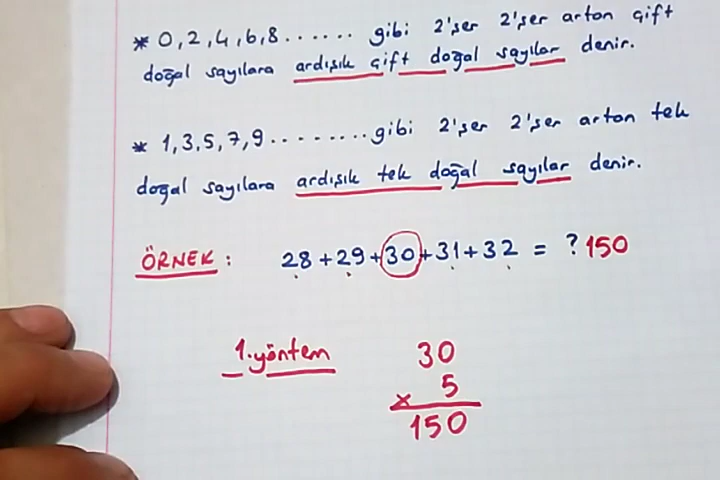 * 0, 2, 4, 6, 8 . . . . . . gibi 2'şer 2'şer artan çift
doğal sayılara ardışık çift doğal sayılar denir.
* 1, 3, 5, 7, 9 . . . . . . . . gibi 2'şer 2'şer artan tek
doğal sayılara ardışık tek doğal sayılar denir.
ÖRNEK : 28 + 29 + 30 + 31 + 32 = ? 150
1. yöntem 30
x 5
150